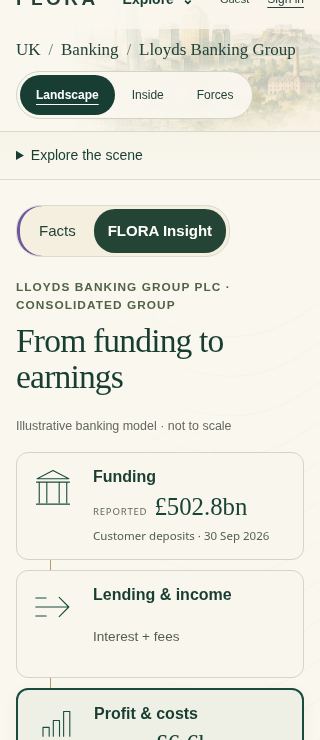 FLORA Explore Guest Sign in
UK / Banking / Lloyds Banking Group
Landscape Inside Forces
Explore the scene
Facts FLORA Insight
LLOYDS BANKING GROUP PLC ·
CONSOLIDATED GROUP
From funding to
earnings
Illustrative banking model · not to scale
Funding
REPORTED £502.8bn
Customer deposits · 30 Sep 2026
Lending & income
Interest + fees
Profit & costs